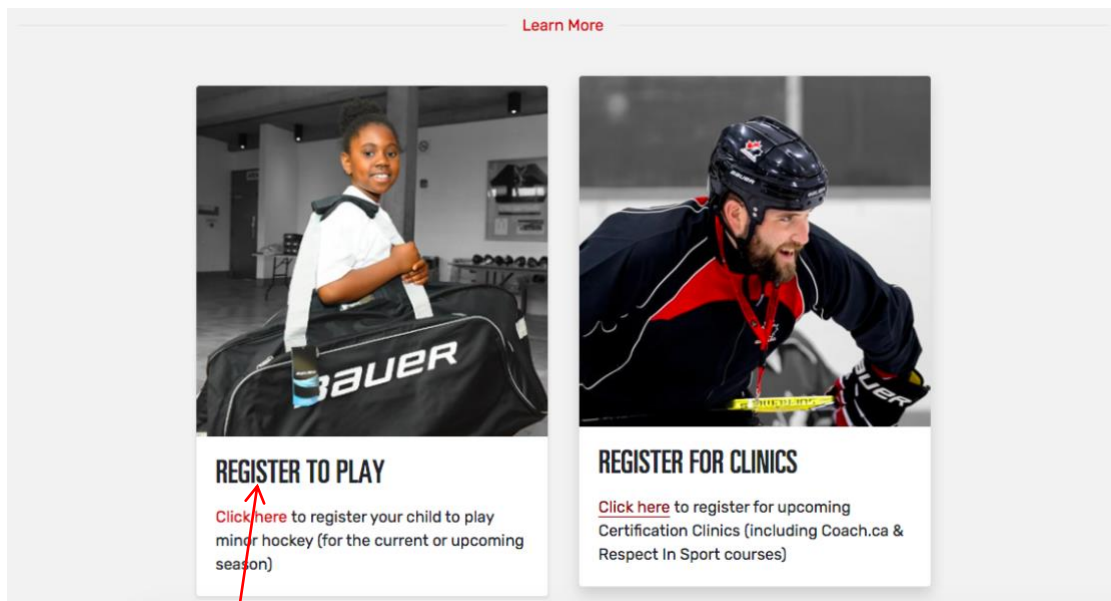 Learn More
BAUER
BAUER
BAUER
REGISTER TO PLAY
Click here to register your child to play
minor hockey (for the current or upcoming
season)
REGISTER FOR CLINICS
Click here to register for upcoming
Certification Clinics (including Coach.ca &
Respect In Sport courses)